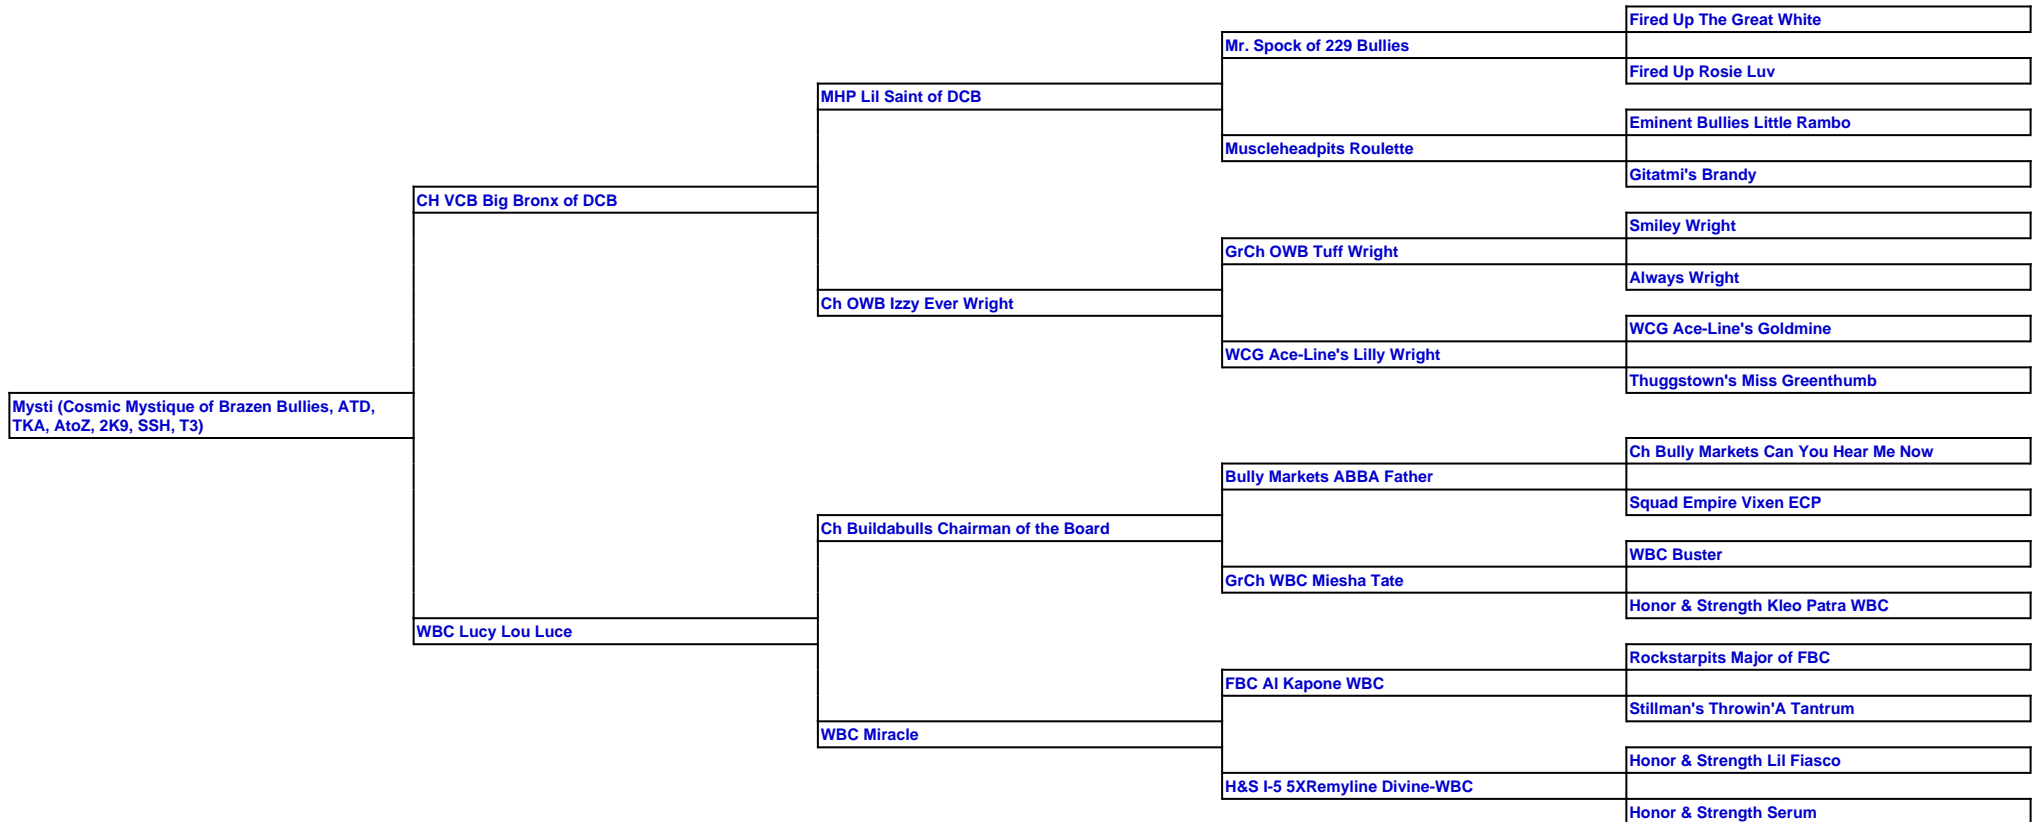 Fired Up The Great White
Mr. Spock of 229 Bullies
Fired Up Rosie Luv
MHP Lil Saint of DCB
Eminent Bullies Little Rambo
Muscleheadpits Roulette
Gitatmi's Brandy
CH VCB Big Bronx of DCB
Smiley Wright
GrCh OWB Tuff Wright
Always Wright
Ch OWB Izzy Ever Wright
WCG Ace-Line's Goldmine
WCG Ace-Line's Lilly Wright
Thuggstown's Miss Greenthumb
Mysti (Cosmic Mystique of Brazen Bullies, ATD,
TKA, AtoZ, 2K9, SSH, T3)
Ch Bully Markets Can You Hear Me Now
Bully Markets ABBA Father
Squad Empire Vixen ECP
Ch Buildabulls Chairman of the Board
WBC Buster
GrCh WBC Miesha Tate
Honor & Strength Kleo Patra WBC
WBC Lucy Lou Luce
Rockstarpits Major of FBC
FBC Al Kapone WBC
Stillman's Throwin'A Tantrum
WBC Miracle
Honor & Strength Lil Fiasco
H&S I-5 5XRemyline Divine-WBC
Honor & Strength Serum